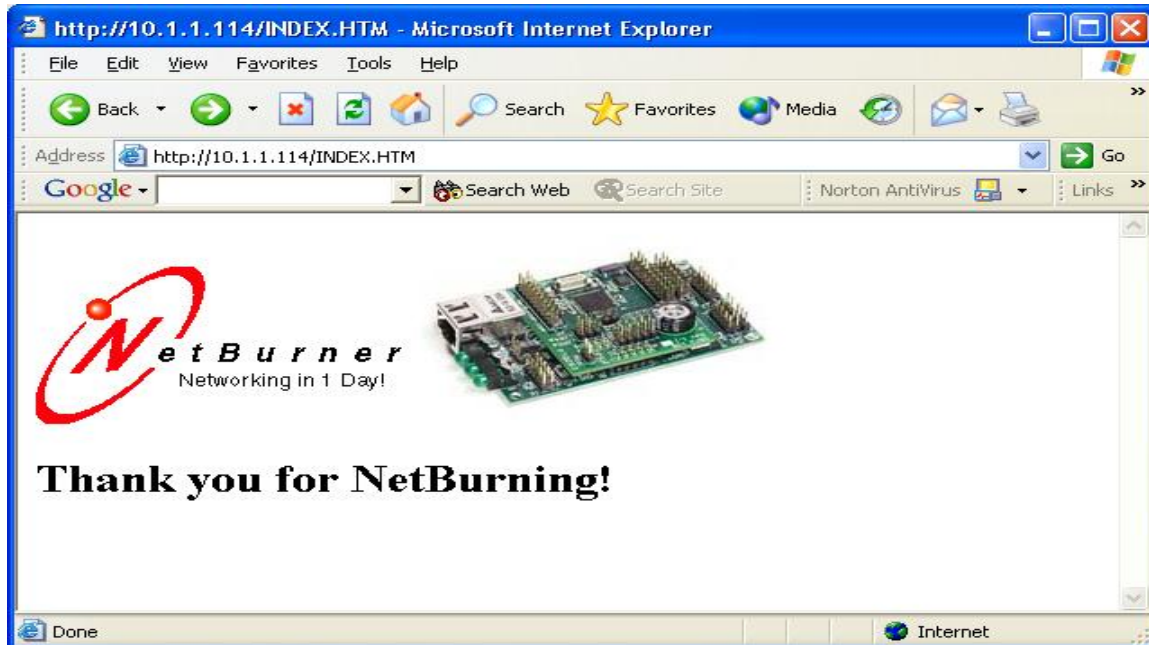 http://10.1.1.114/INDEX.HTM - Microsoft Internet Explorer
File Edit View Favorites Tools Help
Back Search Favorites Media »
Address http://10.1.1.114/INDEX.HTM Go
Google Search Web Search Site Norton AntiVirus Links »
NetBurner
Networking in 1 Day!
Thank you for NetBurning!
Done Internet